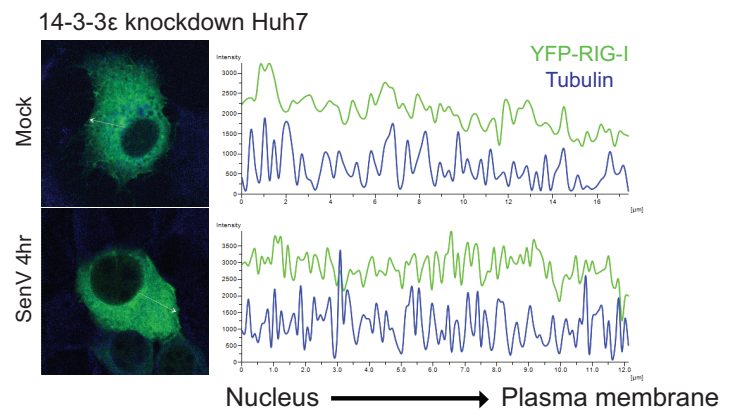 14-3-3ε knockdown Huh7
Mock
Intensity
YFP-RIG-I
Tubulin
3000
2500
2000
1500
1000
500
0
0 2 4 6 8 10 12 14 16
[µm]
SenV 4hr
Intensity
3500
3000
2500
2000
1500
1000
500
0
0 1.0 2.0 3.0 4.0 5.0 6.0 7.0 8.0 9.0 10.0 11.0 12.0
[µm]
Nucleus Plasma membrane